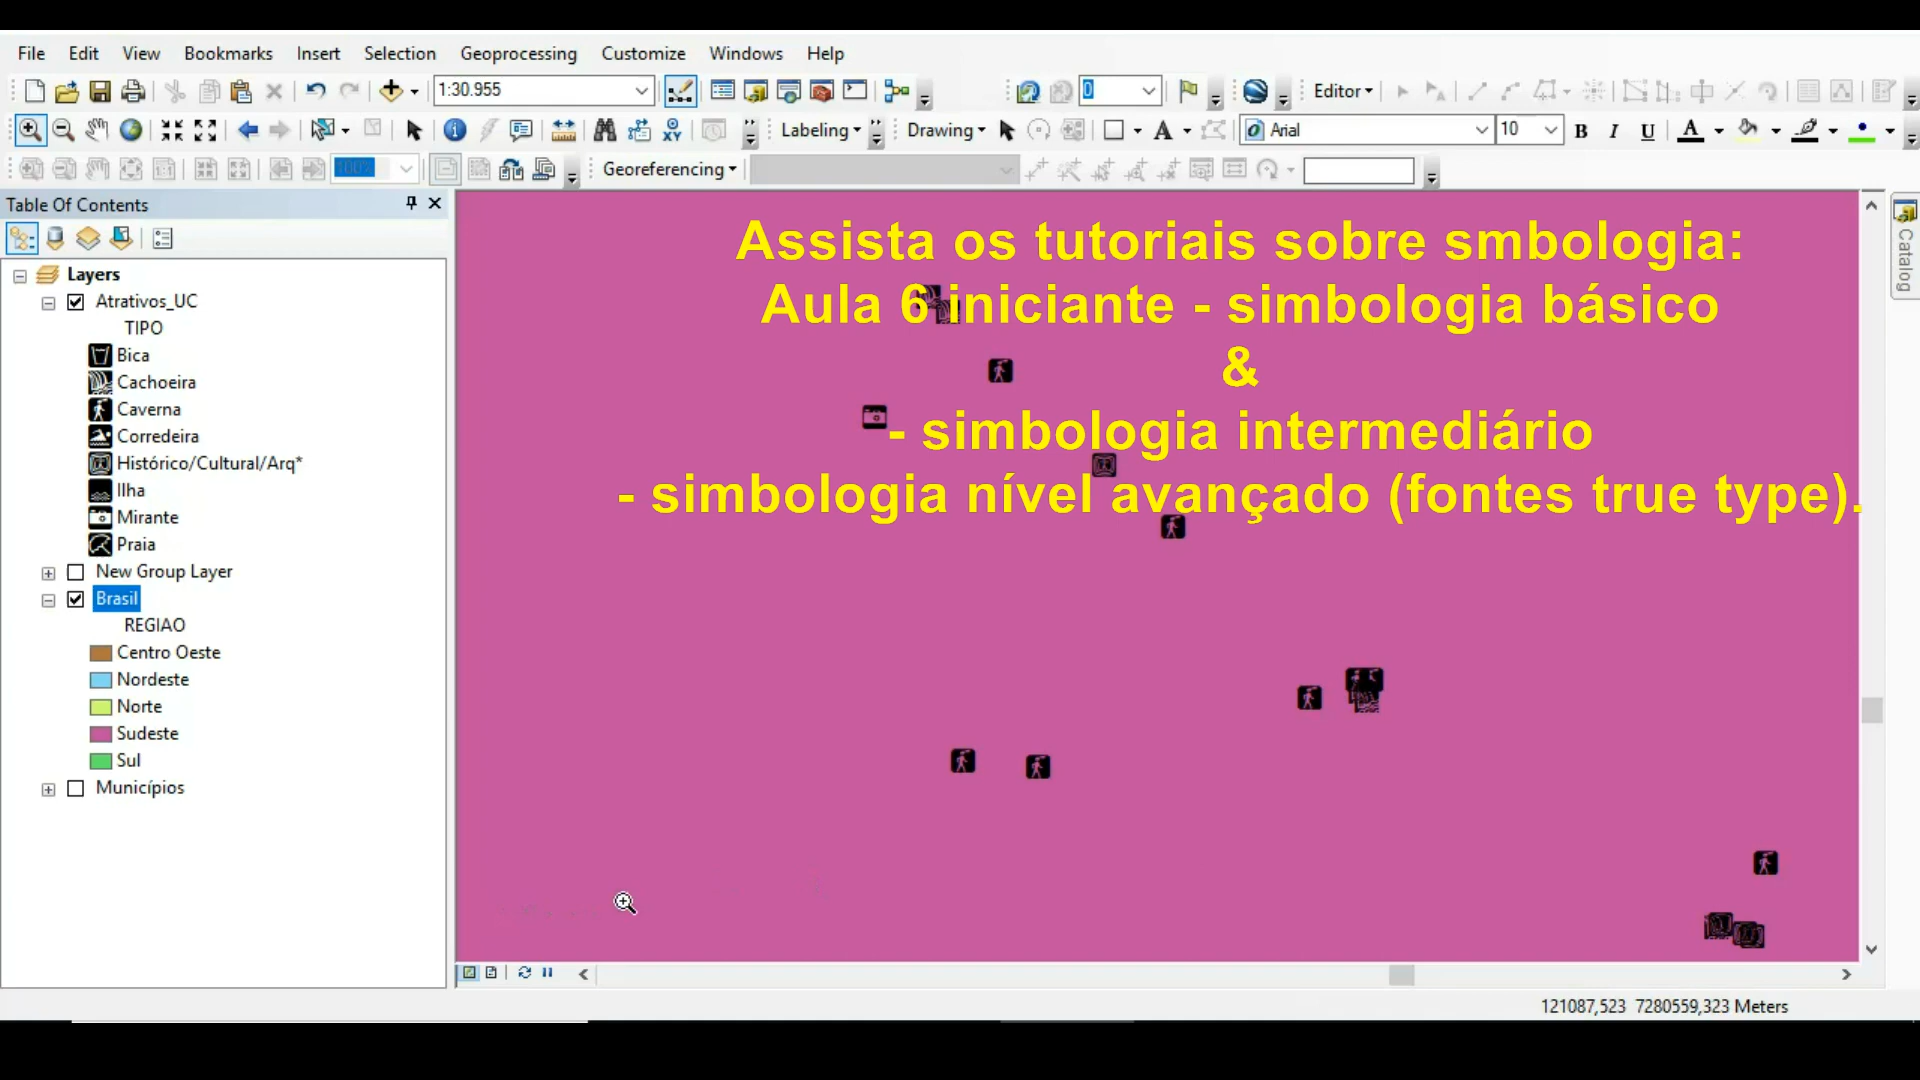 File Edit View Bookmarks Insert Selection Geoprocessing Customize Windows Help
1:30.955 0 Editor
Labeling Drawing Arial 10 B I U A
100% Georeferencing
Table Of Contents
Layers
Atrativos_UC
TIPO
Bica
Cachoeira
Caverna
Corredeira
Histórico/Cultural/Arq*
Ilha
Mirante
Praia
New Group Layer
Brasil
REGIAO
Centro Oeste
Nordeste
Norte
Sudeste
Sul
Municípios
Assista os tutoriais sobre smbologia:
Aula 6 iniciante - simbologia básico
&
- simbologia intermediário
- simbologia nível avançado (fontes true type).
Catalog
121087,523 7280559,323 Meters